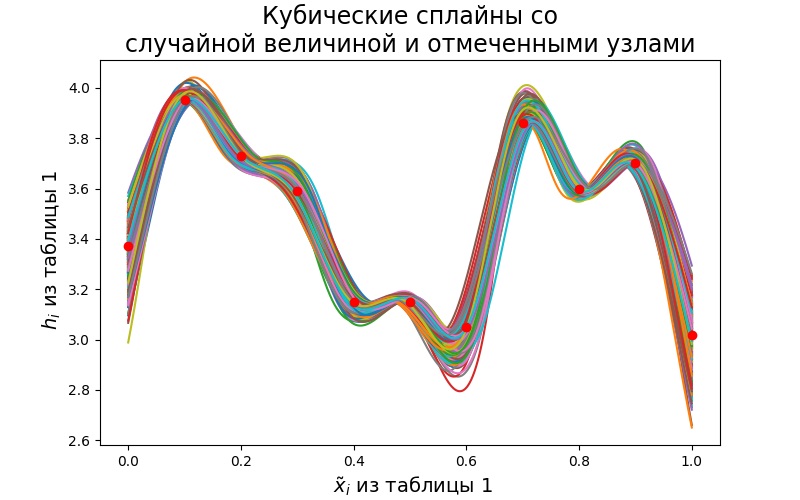 Кубические сплайны со
случайной величиной и отмеченными узлами
4.0
3.8
3.6
3.4
3.2
3.0
2.8
2.6
h_i из таблицы 1
0.0 0.2 0.4 0.6 0.8 1.0
x̃_i из таблицы 1